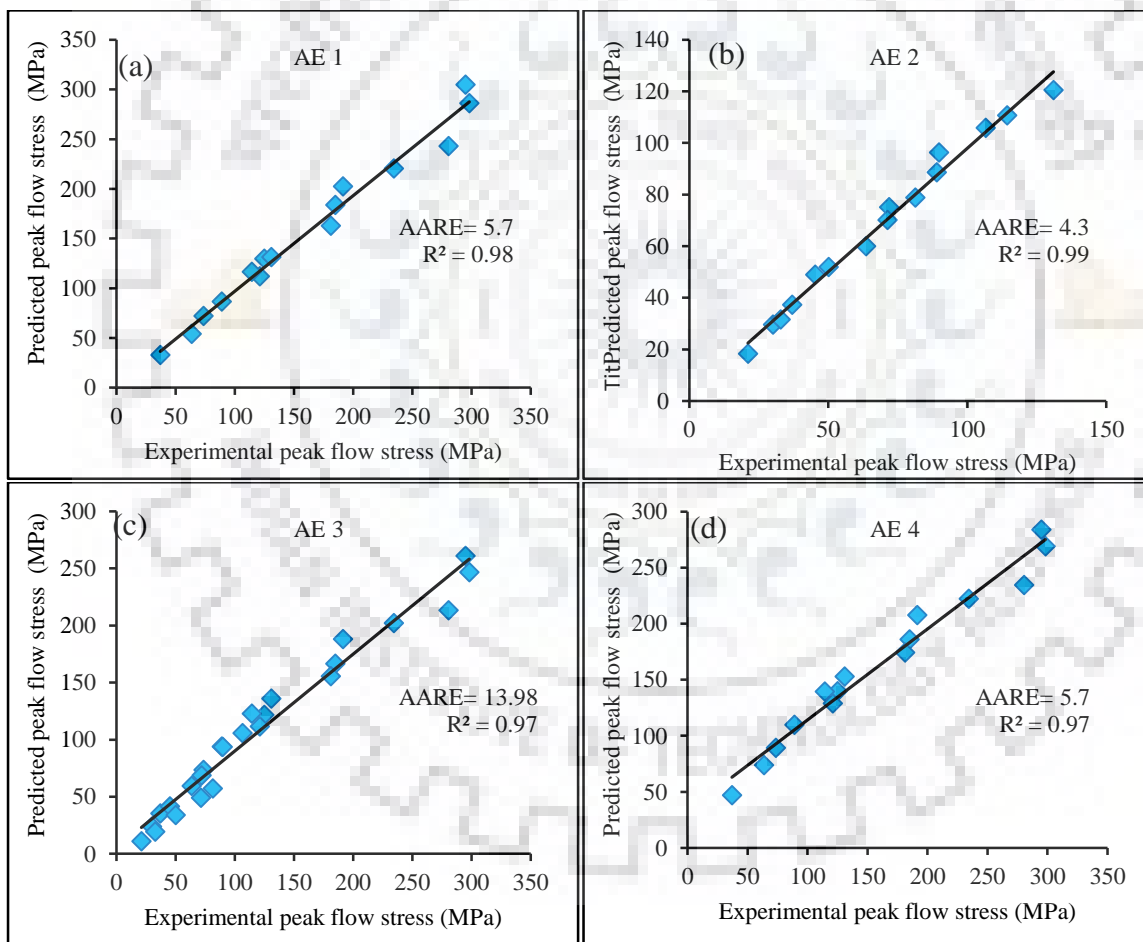 (a)
AE 1
Predicted peak flow stress (MPa)
350
300
250
200
150
100
50
0
AARE= 5.7
R² = 0.98
0 50 100 150 200 250 300 350
Experimental peak flow stress (MPa)
(b)
AE 2
TitPredicted peak flow stress (MPa)
140
120
100
80
60
40
20
0
AARE= 4.3
R² = 0.99
0 50 100 150
Experimental peak flow stress (MPa)
(c)
AE 3
Predicted peak flow stress (MPa)
300
250
200
150
100
50
0
AARE= 13.98
R² = 0.97
0 50 100 150 200 250 300 350
Experimental peak flow stress (MPa)
(d)
AE 4
Predicted peak flow stress (MPa)
300
250
200
150
100
50
0
AARE= 5.7
R² = 0.97
0 50 100 150 200 250 300 350
Experimental peak flow stress (MPa)